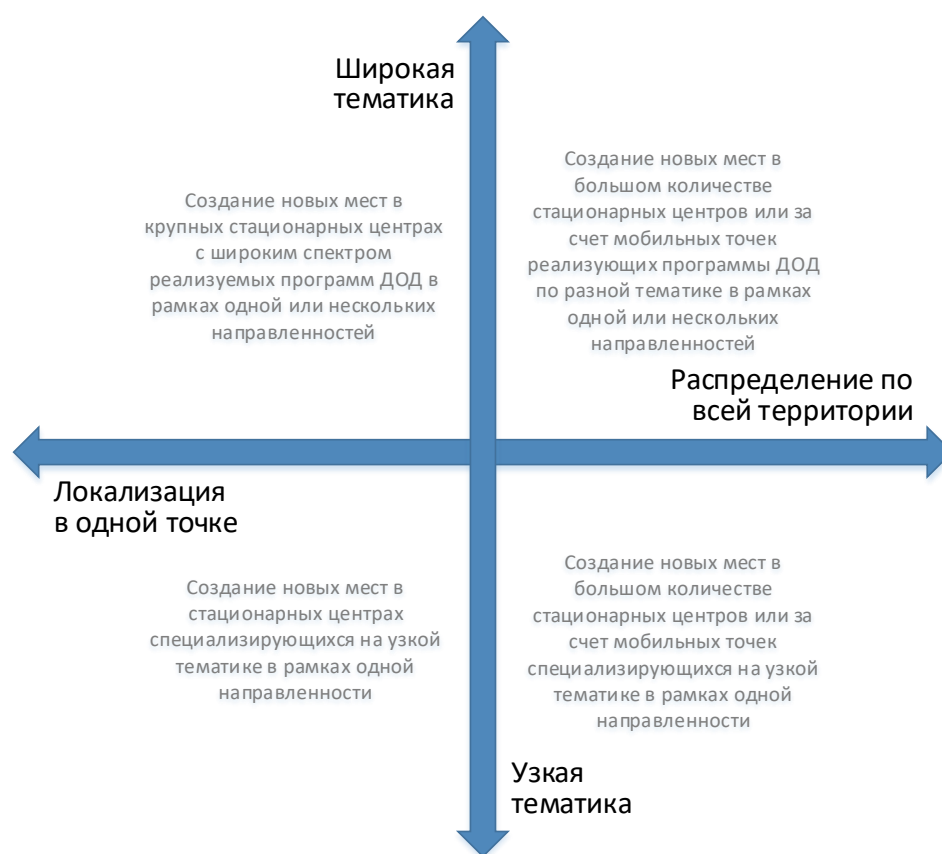 Широкая
тематика
Создание новых мест в
крупных стационарных центрах
с широким спектром
реализуемых программ ДОД в
рамках одной или нескольких
направленностей
Создание новых мест в
большом количестве
стационарных центров или за
счет мобильных точек
реализующих программы ДОД
по разной тематике в рамках
одной или нескольких
направленностей
Распределение по
всей территории
Локализация
в одной точке
Создание новых мест в
стационарных центрах
специализирующихся на узкой
тематике в рамках одной
направленности
Создание новых мест в
большом количестве
стационарных центров или за
счет мобильных точек
специализирующихся на узкой
тематике в рамках одной
направленности
Узкая
тематика